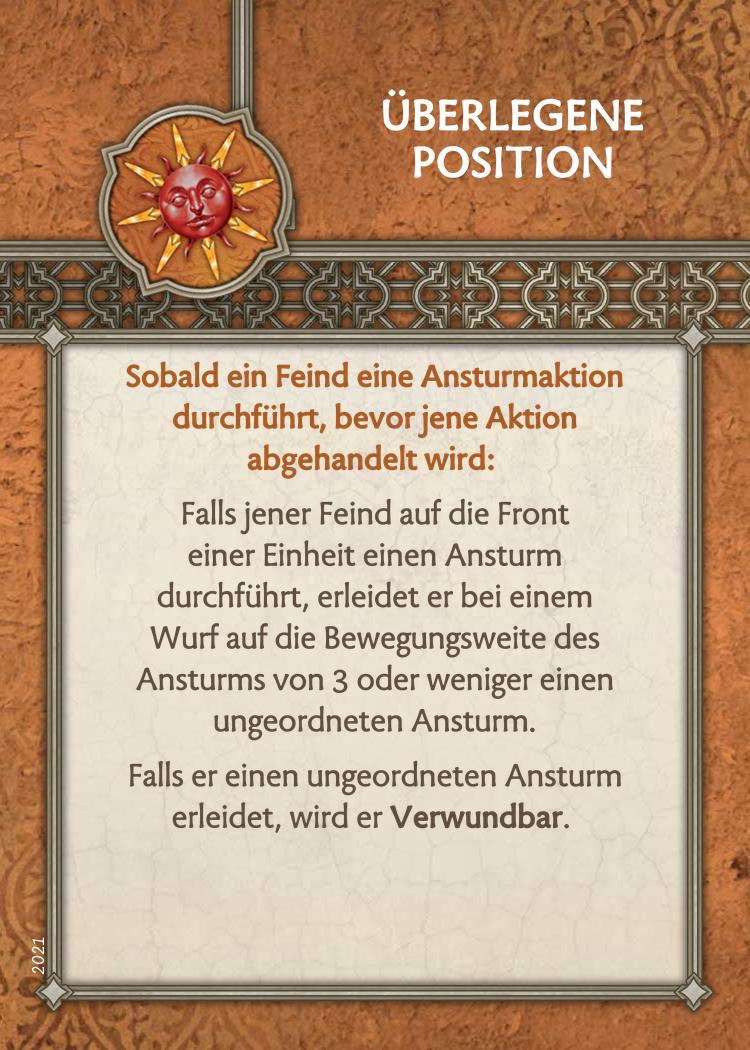 ÜBERLEGENE
POSITION
Sobald ein Feind eine Ansturmaktion
durchführt, bevor jene Aktion
abgehandelt wird:
Falls jener Feind auf die Front
einer Einheit einen Ansturm
durchführt, erleidet er bei einem
Wurf auf die Bewegungsweite des
Ansturms von 3 oder weniger einen
ungeordneten Ansturm.
Falls er einen ungeordneten Ansturm
erleidet, wird er Verwundbar.
2021